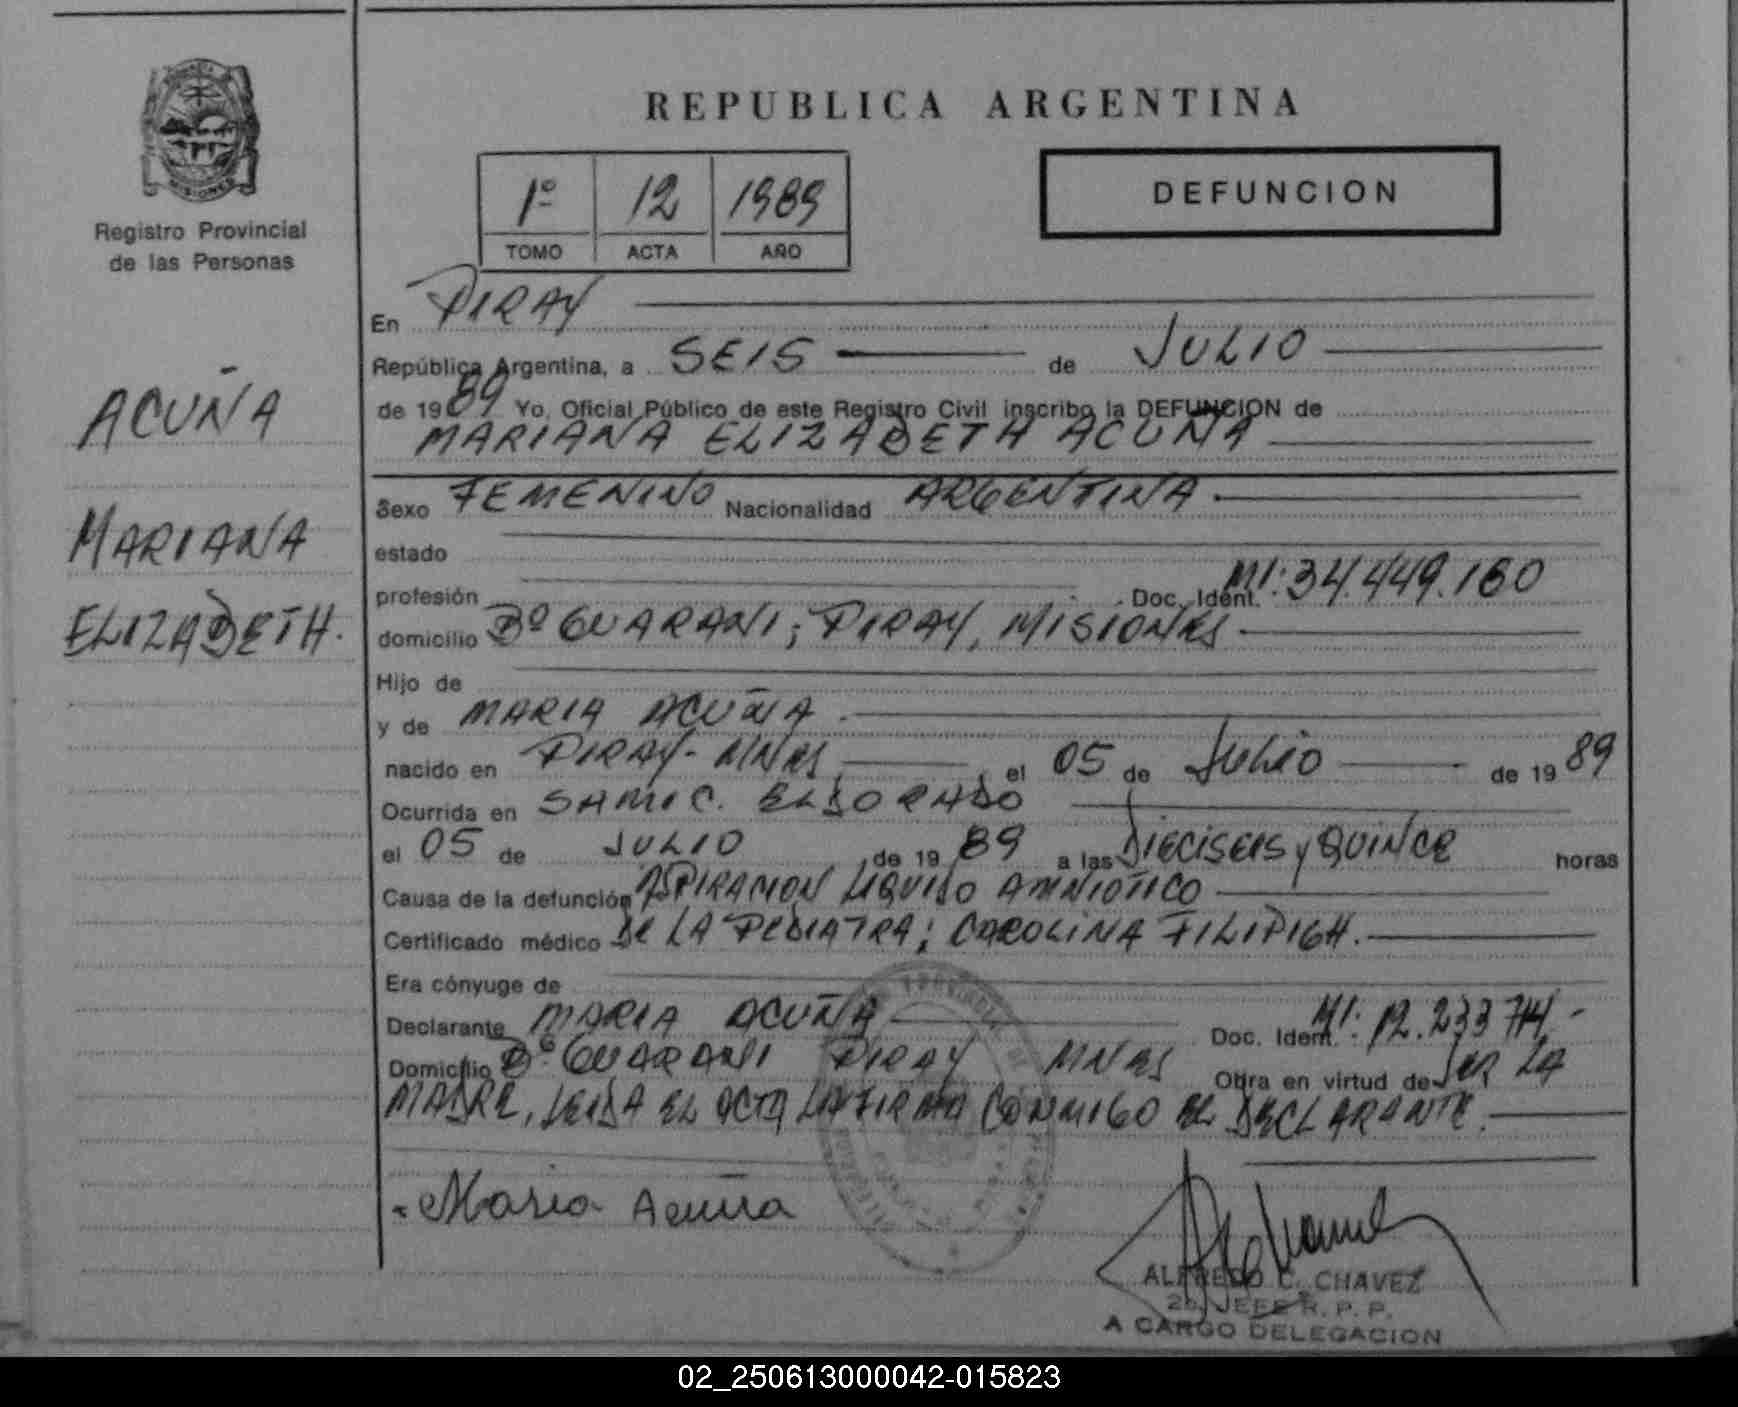 REPUBLICA ARGENTINA
1º 12 1989
TOMO ACTA AÑO
DEFUNCION
MISIONES
Registro Provincial
de las Personas
ACUÑA
MARIANA
ELIZABETH.
En PIRAY
República Argentina, a SEIS de JULIO
de 1989 Yo, Oficial Público de este Registro Civil inscribo la DEFUNCION de
MARIANA ELIZABETH ACUÑA
Sexo FEMENINO Nacionalidad ARGENTINA
estado
profesión Doc. Ident. MI: 34.449.160
domicilio Bº GUARANI; PIRAY, MISIONES
Hijo de
y de MARIA ACUÑA
nacido en PIRAY-MNES, el 05 de JULIO de 1989
Ocurrida en SAMIC. ELDORADO
el 05 de JULIO de 1989 a las DIECISEIS y QUINCE horas
Causa de la defunción ASPIRACION LIQUIDO AMNIOTICO
Certificado médico DE LA PEDIATRA; CAROLINA FILIPIGH.
Era cónyuge de
Declarante MARIA ACUÑA Doc. Ident. MI: 12.233714.-
Domicilio Bº GUARANI PIRAY MNES Obra en virtud de SER LA
MADRE, LEIDA EL ACTA LA FIRMA CONMIGO EL DECLARANTE.
Maria Acuña
ALFREDO C. CHAVEZ
2do. JEFE R. P. P.
A CARGO DELEGACION
02_250613000042-015823